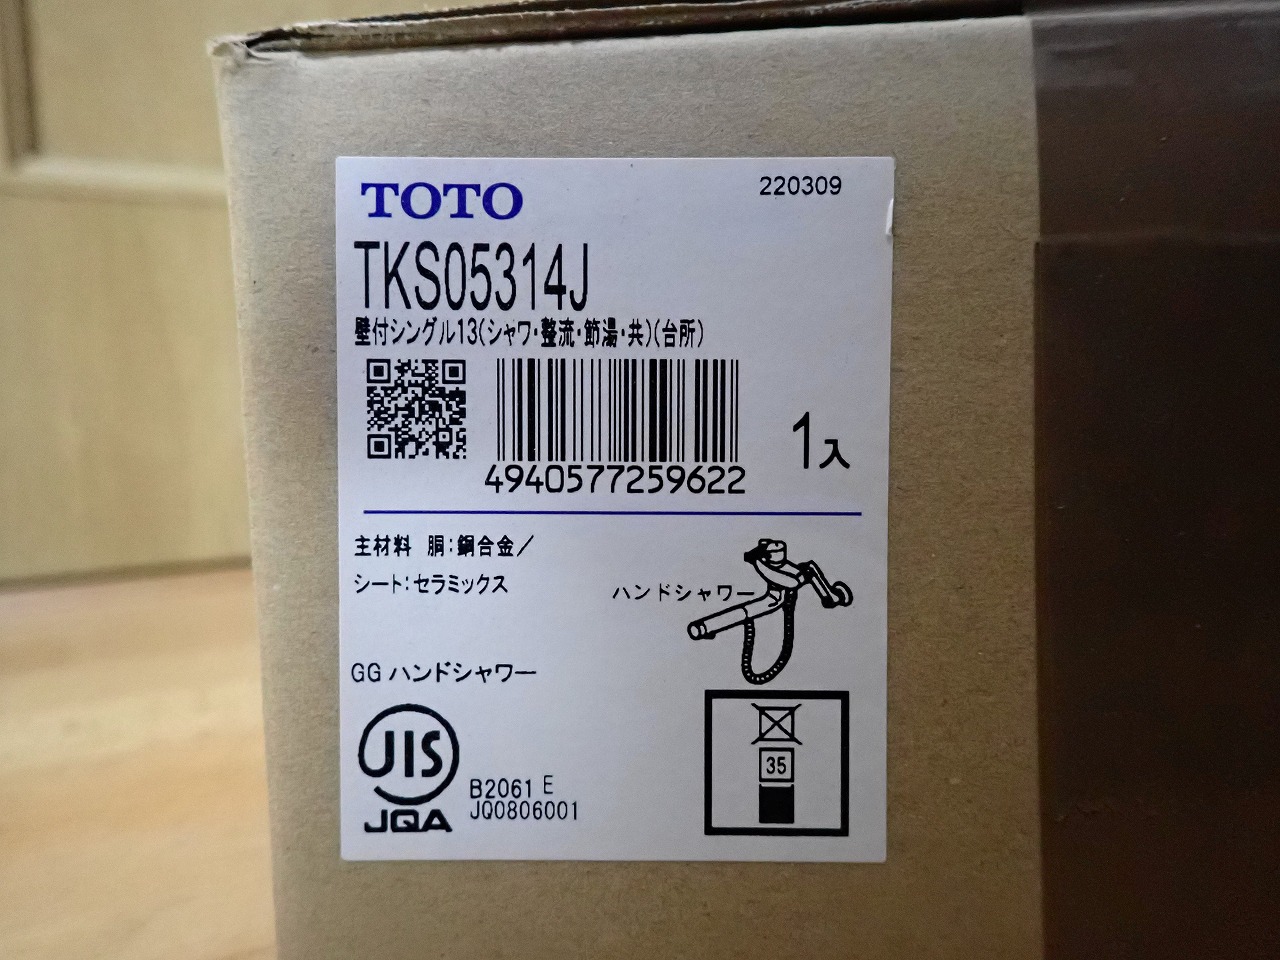 TOTO
220309
TKS05314J
壁付シングル13(シャワ・整流・節湯・共)(台所)
4940577259622
1入
主材料 胴:銅合金/
シート:セラミックス
ハンドシャワー
GG ハンドシャワー
35
JIS
JQA
B2061 E
JQ0806001